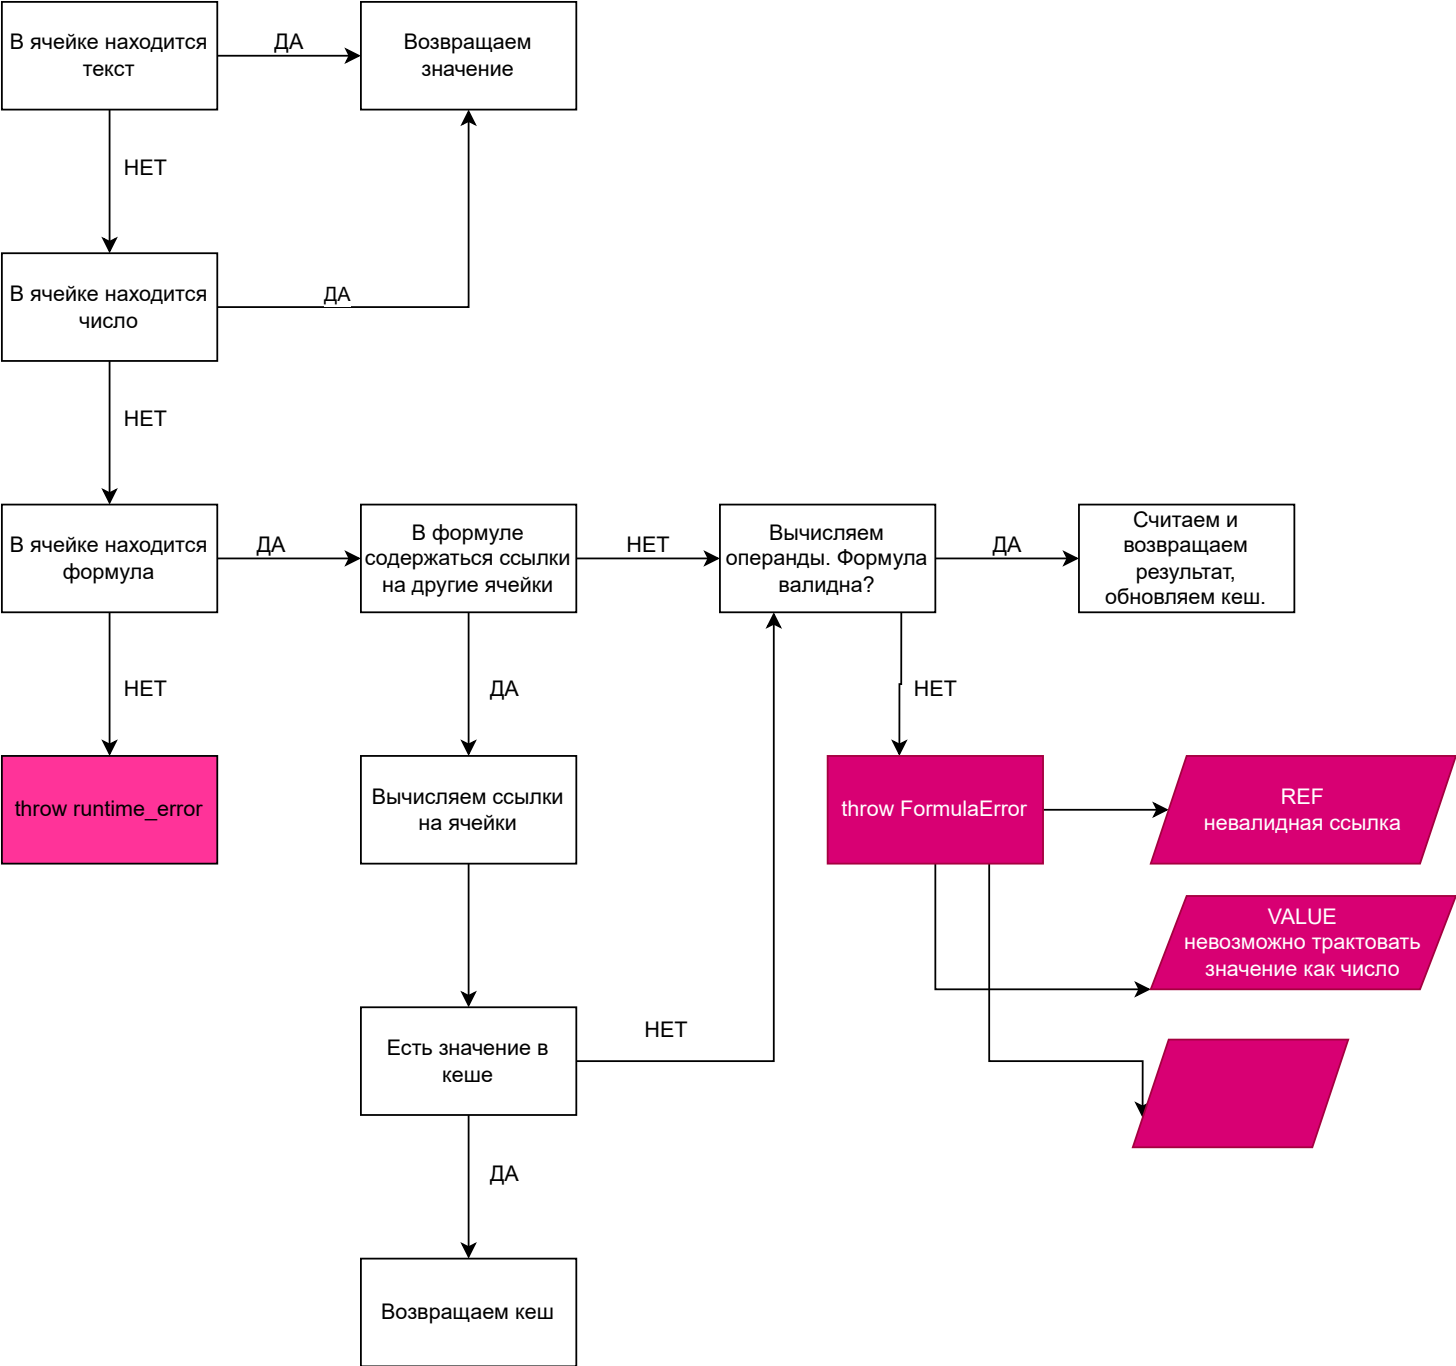 В ячейке находится
текст
ДА
Возвращаем
значение
НЕТ
В ячейке находится
число
ДА
НЕТ
В ячейке находится
формула
ДА
В формуле
содержаться ссылки
на другие ячейки
НЕТ
Вычисляем
операнды. Формула
валидна?
ДА
Считаем и
возвращаем
результат,
обновляем кеш.
НЕТ
ДА
НЕТ
throw runtime_error
Вычисляем ссылки
на ячейки
throw FormulaError
REF
невалидная ссылка
VALUE
невозможно трактовать
значение как число
Есть значение в
кеше
НЕТ
ДА
Возвращаем кеш